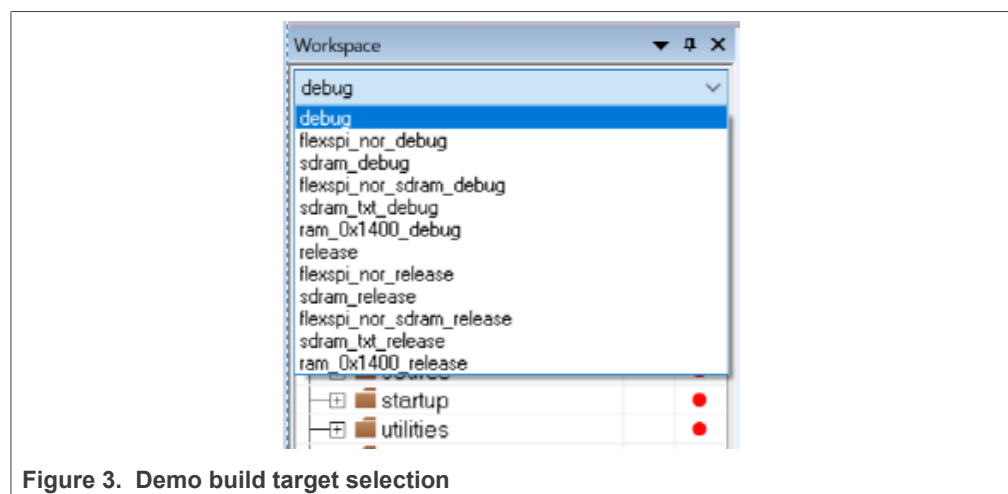 Workspace
debug
debug
flexspi_nor_debug
sdram_debug
flexspi_nor_sdram_debug
sdram_txt_debug
ram_0x1400_debug
release
flexspi_nor_release
sdram_release
flexspi_nor_sdram_release
sdram_txt_release
ram_0x1400_release
startup
utilities
Figure 3. Demo build target selection